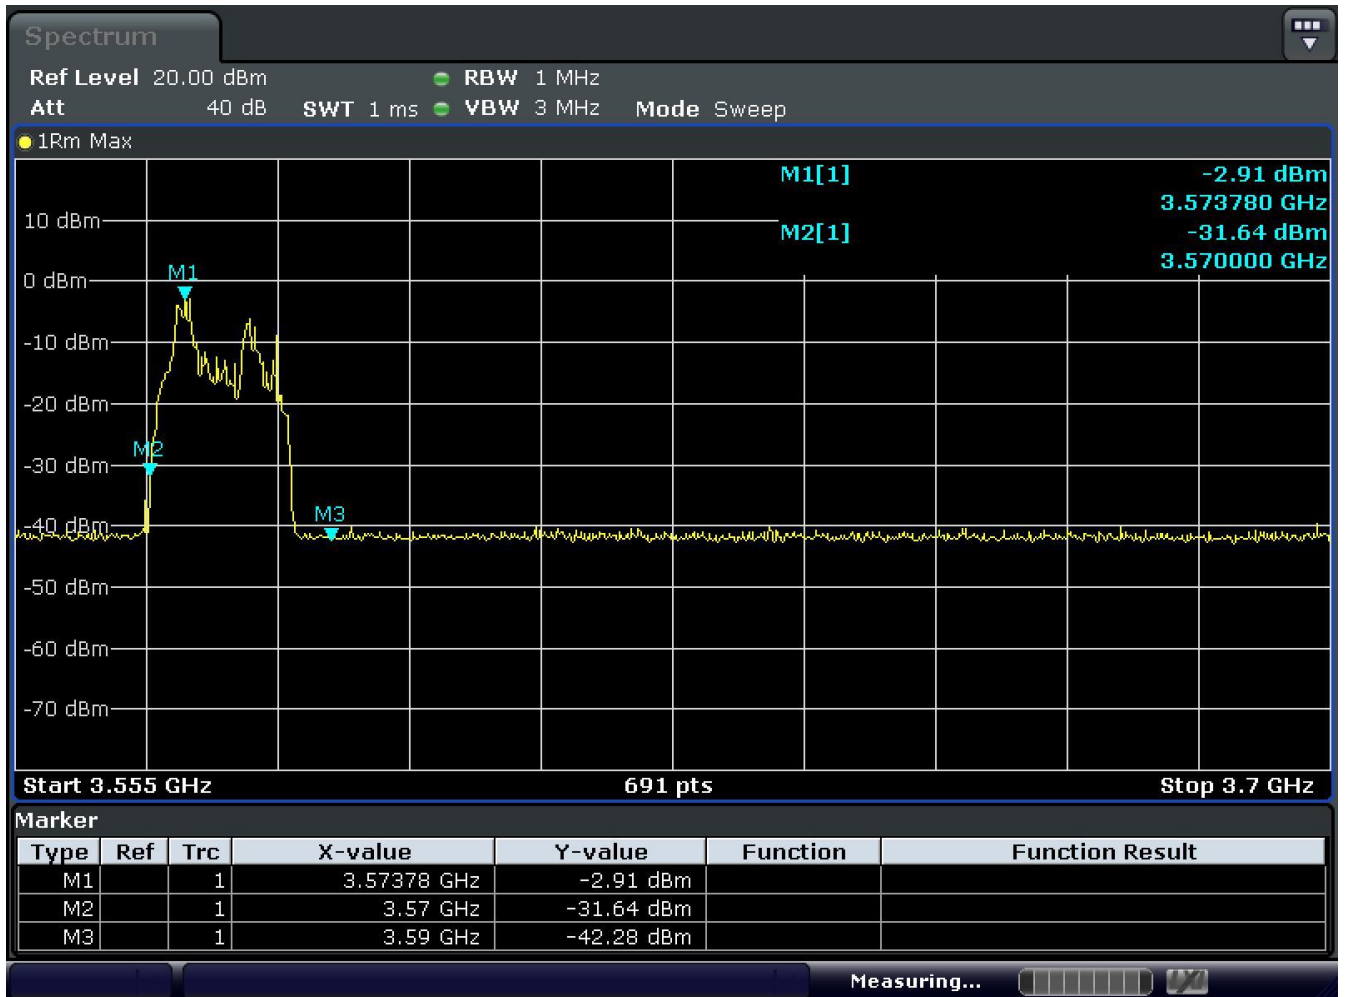 Spectrum
Ref Level 20.00 dBm RBW 1 MHz
Att 40 dB SWT 1 ms VBW 3 MHz Mode Sweep
1Rm Max
M1[1] -2.91 dBm
3.573780 GHz
10 dBm
M2[1] -31.64 dBm
3.570000 GHz
0 dBm
M1
-10 dBm
-20 dBm
M2
-30 dBm
M3
-40 dBm
-50 dBm
-60 dBm
-70 dBm
Start 3.555 GHz 691 pts Stop 3.7 GHz
Marker
Type Ref Trc X-value Y-value Function Function Result
M1 1 3.57378 GHz -2.91 dBm
M2 1 3.57 GHz -31.64 dBm
M3 1 3.59 GHz -42.28 dBm
Measuring...